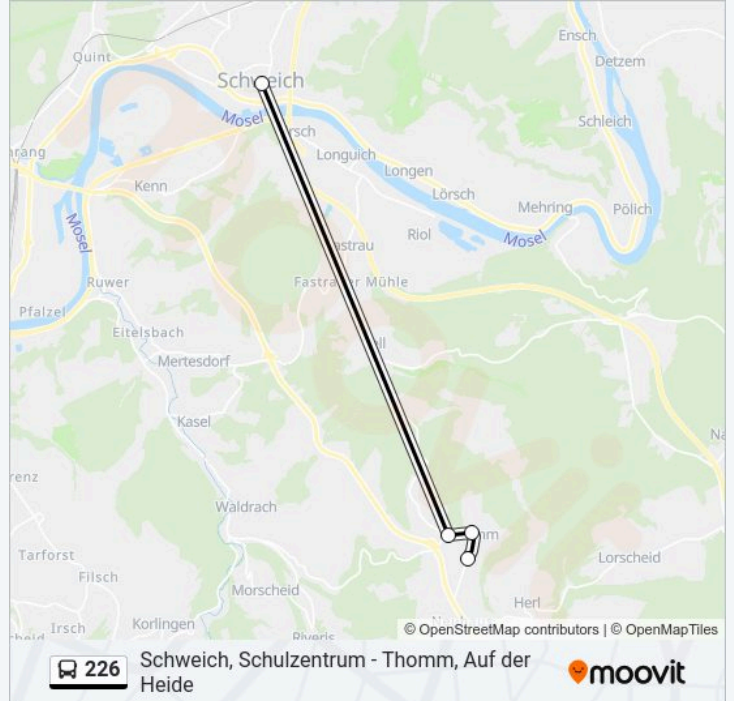 Ensch
Quint
Detzem
Schweich
Mosel
Schleich
Longuich
Longen
Kenn
Lörsch
Mehring
Pölich
Riol
Mosel
Mosel
Ruwer
Pfalzel
Eitelsbach
Mertesdorf
Kasel
Waldrach
Tarforst
Lorscheid
Filsch
Morscheid
Herl
Korlingen
Irsch
Riveris
© OpenStreetMap contributors | © OpenMapTiles
226
Schweich, Schulzentrum - Thomm, Auf der
Heide
moovit